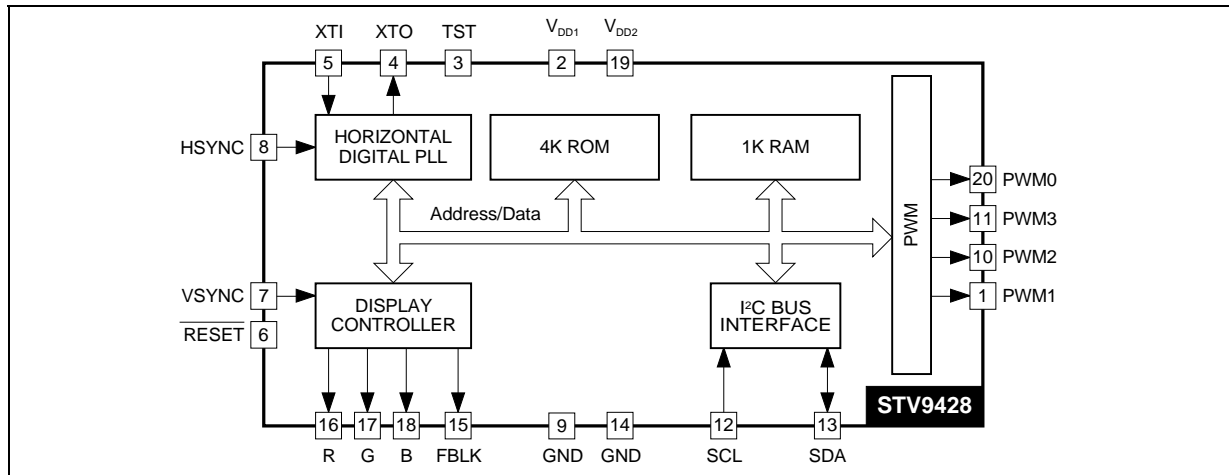 XTI XTO TST V_DD1 V_DD2
5 4 3 2 19
HSYNC 8
HORIZONTAL
DIGITAL PLL
4K ROM
1K RAM
Address/Data
PWM
20 PWM0
11 PWM3
10 PWM2
1 PWM1
VSYNC 7
RESET 6
DISPLAY
CONTROLLER
I²C BUS
INTERFACE
STV9428
16 17 18 15 9 14 12 13
R G B FBLK GND GND SCL SDA